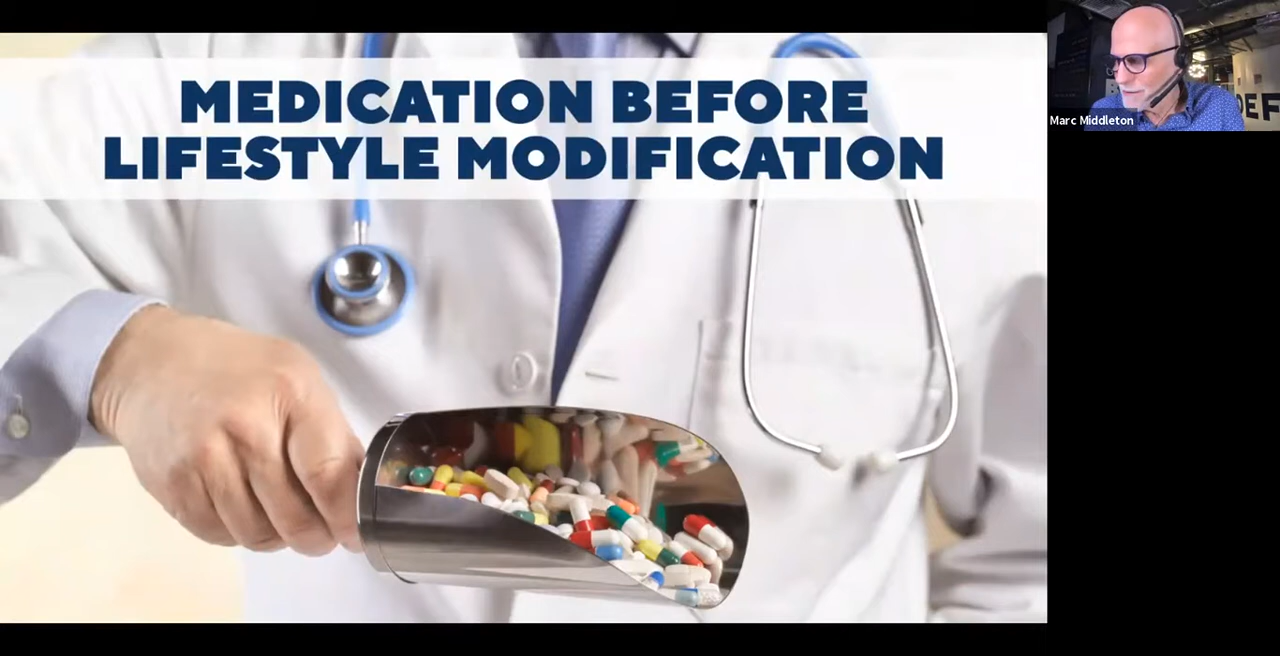 MEDICATION BEFORE
LIFESTYLE MODIFICATION
Marc Middleton